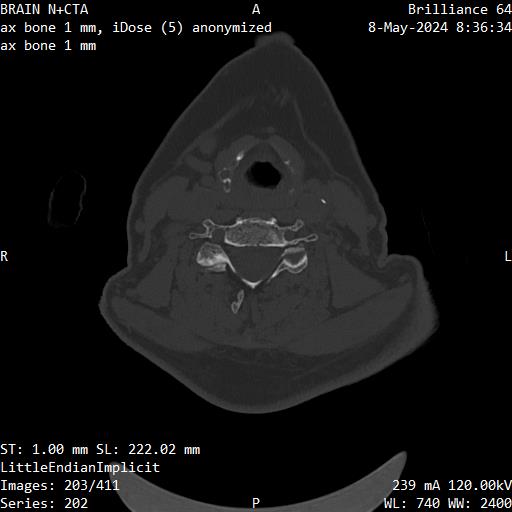 BRAIN N+CTA
ax bone 1 mm, iDose (5) anonymized
ax bone 1 mm
A
Brilliance 64
8-May-2024 8:36:34
R
L
ST: 1.00 mm SL: 222.02 mm
LittleEndianImplicit
Images: 203/411
Series: 202
P
239 mA 120.00kV
WL: 740 WW: 2400